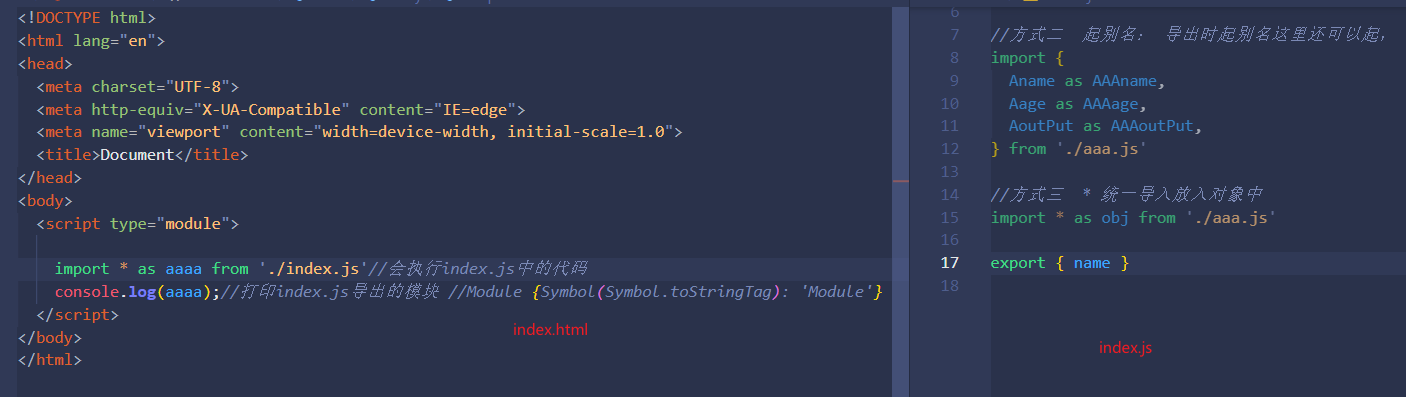 <!DOCTYPE html>
<html lang="en">
<head>
<meta charset="UTF-8">
<meta http-equiv="X-UA-Compatible" content="IE=edge">
<meta name="viewport" content="width=device-width, initial-scale=1.0">
<title>Document</title>
</head>
<body>
<script type="module">
import * as aaaa from './index.js'//会执行index.js中的代码
console.log(aaaa);//打印index.js导出的模块 //Module {Symbol(Symbol.toStringTag): 'Module'}
</script>
</body>
</html>
index.html
6
7 //方式二 起别名: 导出时起别名这里还可以起,
8 import {
9 Aname as AAAname,
10 Aage as AAAage,
11 AoutPut as AAAoutPut,
12 } from './aaa.js'
13
14 //方式三 * 统一导入放入对象中
15 import * as obj from './aaa.js'
16
17 export { name }
18
index.js